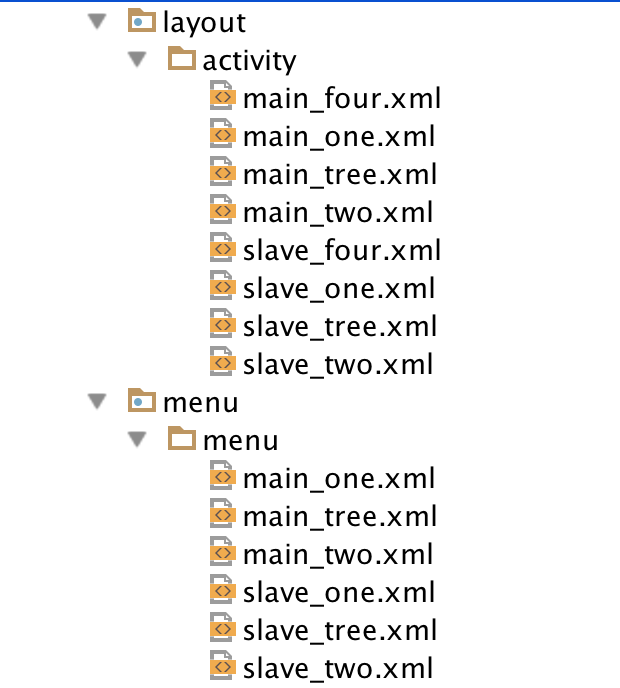 layout
activity
main_four.xml
main_one.xml
main_tree.xml
main_two.xml
slave_four.xml
slave_one.xml
slave_tree.xml
slave_two.xml
menu
menu
main_one.xml
main_tree.xml
main_two.xml
slave_one.xml
slave_tree.xml
slave_two.xml